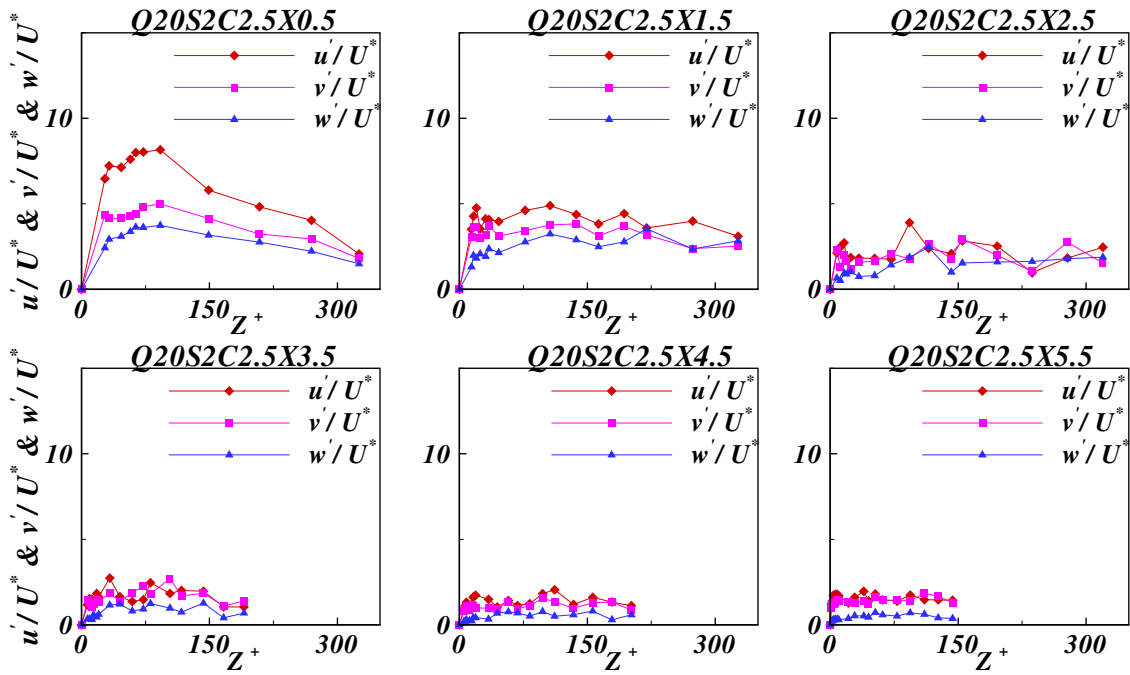 Q20S2C2.5X0.5
u'/U* & v'/U* & w'/U*
u'/U*
v'/U*
w'/U*
10
0
0 150 300
Z+
Q20S2C2.5X1.5
u'/U*
v'/U*
w'/U*
10
0
0 150 300
Z+
Q20S2C2.5X2.5
u'/U*
v'/U*
w'/U*
10
0
0 150 300
Z+
Q20S2C2.5X3.5
u'/U* & v'/U* & w'/U*
u'/U*
v'/U*
w'/U*
10
0
0 150 300
Z+
Q20S2C2.5X4.5
u'/U*
v'/U*
w'/U*
10
0
0 150 300
Z+
Q20S2C2.5X5.5
u'/U*
v'/U*
w'/U*
10
0
0 150 300
Z+